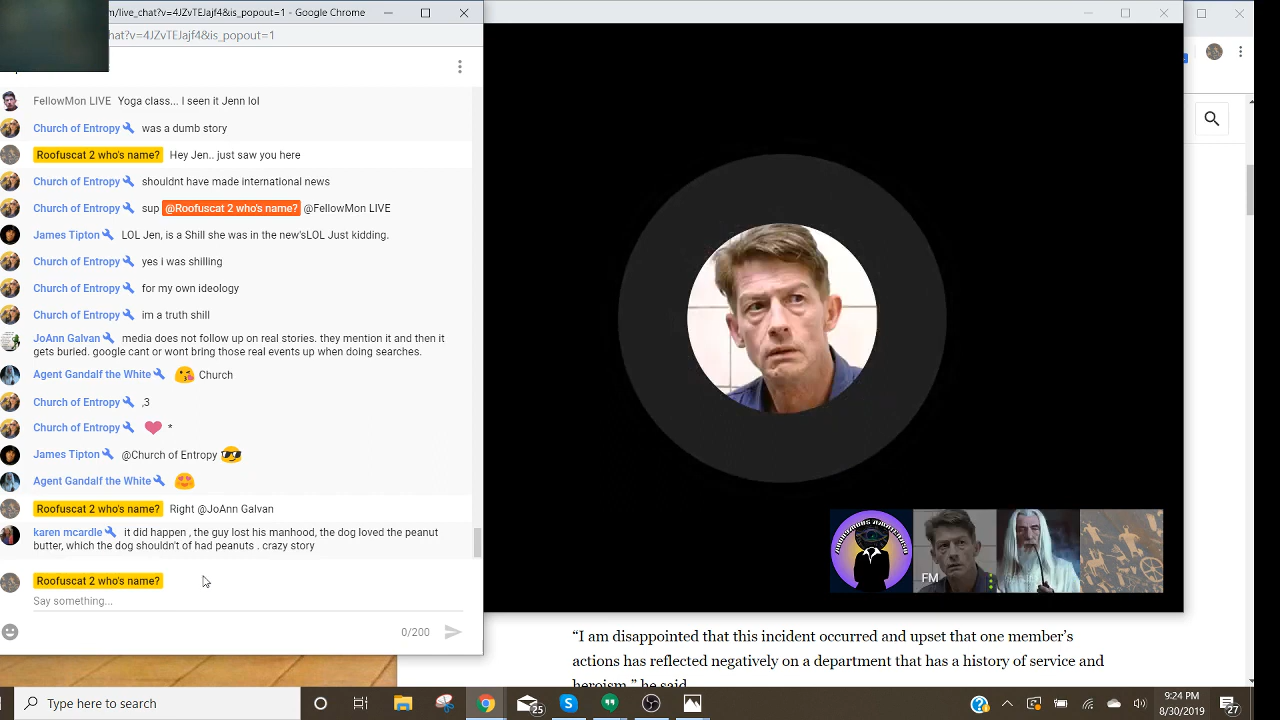 m/live_chat?v=4JZvTEJajf4&is_popout=1 - Google Chrome
hat?v=4JZvTEJajf4&is_popout=1
FellowMon LIVE Yoga class... I seen it Jenn lol
Church of Entropy was a dumb story
Roofuscat 2 who's name? Hey Jen.. just saw you here
Church of Entropy shouldnt have made international news
Church of Entropy sup @Roofuscat 2 who's name? @FellowMon LIVE
James Tipton LOL Jen, is a Shill she was in the new'sLOL Just kidding.
Church of Entropy yes i was shilling
Church of Entropy for my own ideology
Church of Entropy im a truth shill
JoAnn Galvan media does not follow up on real stories. they mention it and then it
gets buried. google cant or wont bring those real events up when doing searches.
Agent Gandalf the White 😘 Church
Church of Entropy ,3
Church of Entropy ❤ *
James Tipton @Church of Entropy 😎
Agent Gandalf the White 😍
Roofuscat 2 who's name? Right @JoAnn Galvan
karen mcardle it did happen , the guy lost his manhood, the dog loved the peanut
butter, which the dog shouldn't of had peanuts . crazy story
Roofuscat 2 who's name?
Say something...
0/200
FM
“I am disappointed that this incident occurred and upset that one member’s
actions has reflected negatively on a department that has a history of service and
heroism,” he said
Type here to search
25
9:24 PM
8/30/2019
27